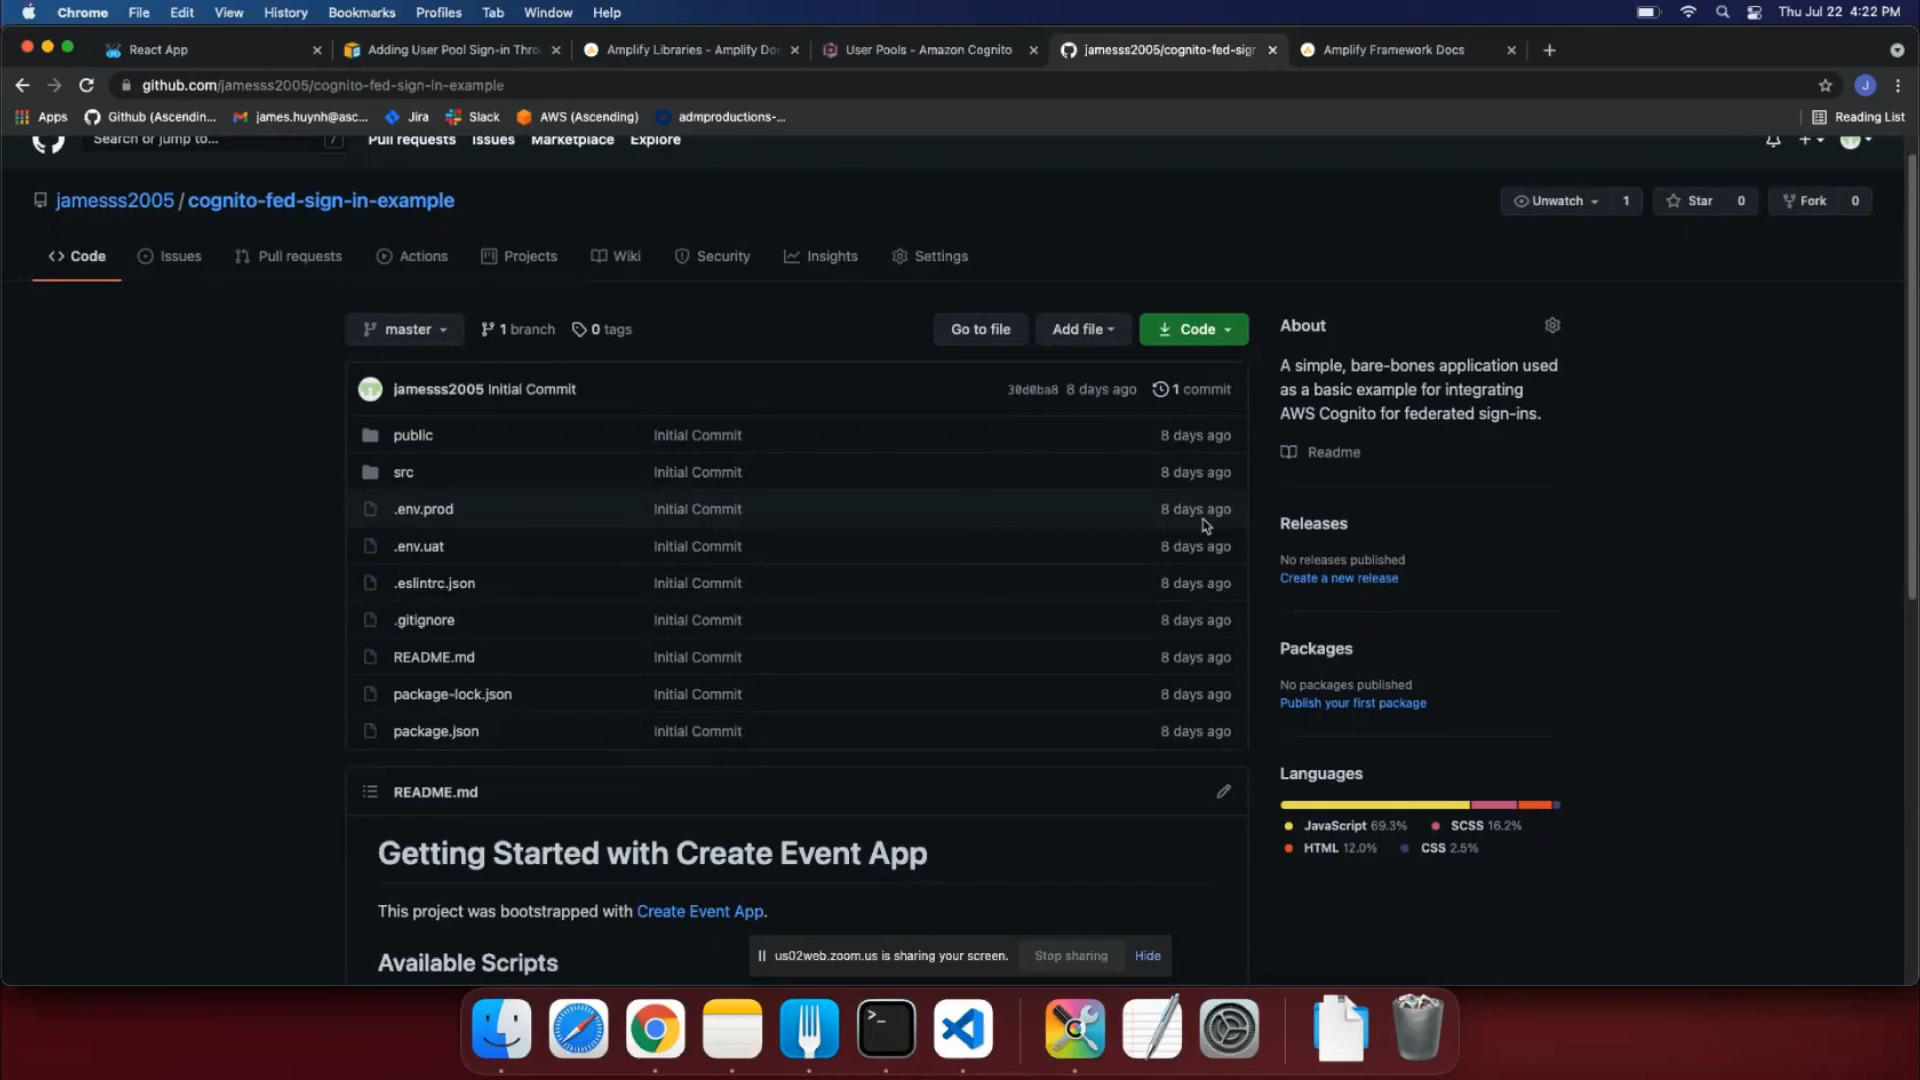 Chrome File Edit View History Bookmarks Profiles Tab Window Help Thu Jul 22 4:22 PM
React App Adding User Pool Sign-in Thro Amplify Libraries - Amplify Doc User Pools - Amazon Cognito jamesss2005/cognito-fed-sigr Amplify Framework Docs
github.com/jamesss2005/cognito-fed-sign-in-example J
Apps Github (Ascendin... james.huynh@asc... Jira Slack AWS (Ascending) admproductions-... Reading List
Search or jump to... / Pull requests Issues Marketplace Explore
jamesss2005 / cognito-fed-sign-in-example Unwatch 1 Star 0 Fork 0
<> Code Issues Pull requests Actions Projects Wiki Security Insights Settings
master 1 branch 0 tags Go to file Add file Code
jamesss2005 Initial Commit 30d0ba8 8 days ago 1 commit
public Initial Commit 8 days ago
src Initial Commit 8 days ago
.env.prod Initial Commit 8 days ago
.env.uat Initial Commit 8 days ago
.eslintrc.json Initial Commit 8 days ago
.gitignore Initial Commit 8 days ago
README.md Initial Commit 8 days ago
package-lock.json Initial Commit 8 days ago
package.json Initial Commit 8 days ago
README.md
Getting Started with Create Event App
This project was bootstrapped with Create Event App.
Available Scripts
About
A simple, bare-bones application used
as a basic example for integrating
AWS Cognito for federated sign-ins.
Readme
Releases
No releases published
Create a new release
Packages
No packages published
Publish your first package
Languages
JavaScript 69.3% SCSS 16.2%
HTML 12.0% CSS 2.5%
us02web.zoom.us is sharing your screen. Stop sharing Hide